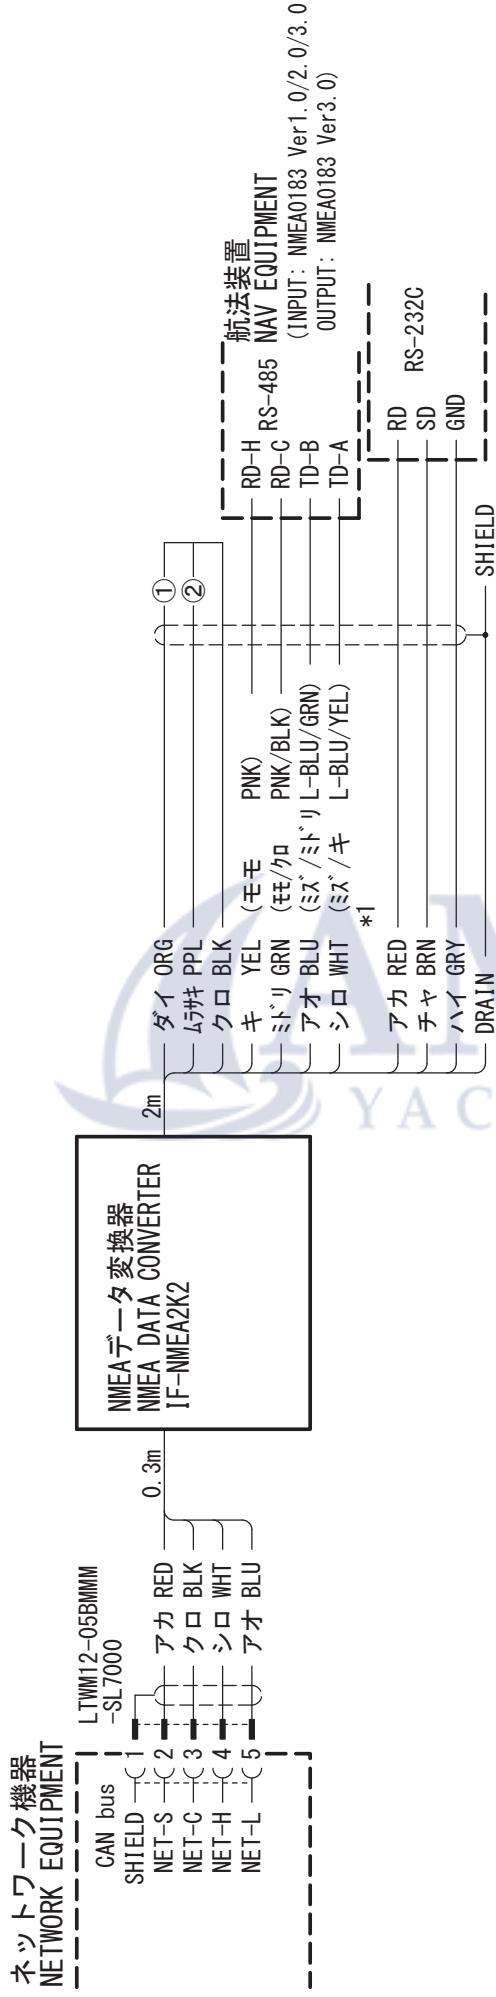 ネットワーク機器
NETWORK EQUIPMENT
CAN bus
SHIELD 1
NET-S 2
NET-C 3
NET-H 4
NET-L 5
LTWM12-05BMMM
-SL7000
アカ RED
クロ BLK
シロ WHT
アオ BLU
0.3m
NMEAデータ変換器
NMEA DATA CONVERTER
IF-NMEA2K2
2m
ダイ ORG ①
ムラサキ PPL ②
クロ BLK
キ YEL (モモ PNK) RD-H
ミドリ GRN (モモ/クロ PNK/BLK) RD-C
アオ BLU (ミズ/ミドリ L-BLU/GRN) TD-B
シロ WHT (ミズ/キ L-BLU/YEL) TD-A
*1
RS-485
航法装置
NAV EQUIPMENT
(INPUT: NMEA0183 Ver1.0/2.0/3.0
OUTPUT: NMEA0183 Ver3.0)
アカ RED RD
チャ BRN SD
ハイ GRY GND
RS-232C
DRAIN SHIELD
YAC